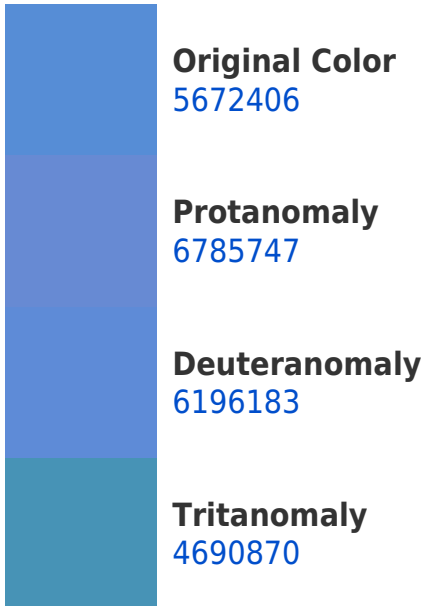 Original Color
5672406
Protanomaly
6785747
Deuteranomaly
6196183
Tritanomaly
4690870